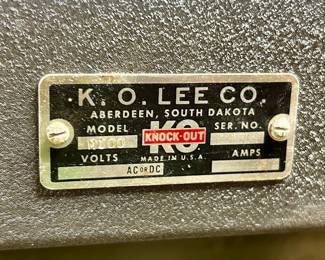 K. O. LEE CO.
ABERDEEN, SOUTH DAKOTA
MODEL KNOCK-OUT SER. NO.
KO
VOLTS MADE IN U.S.A. AMPS
AC OR DC